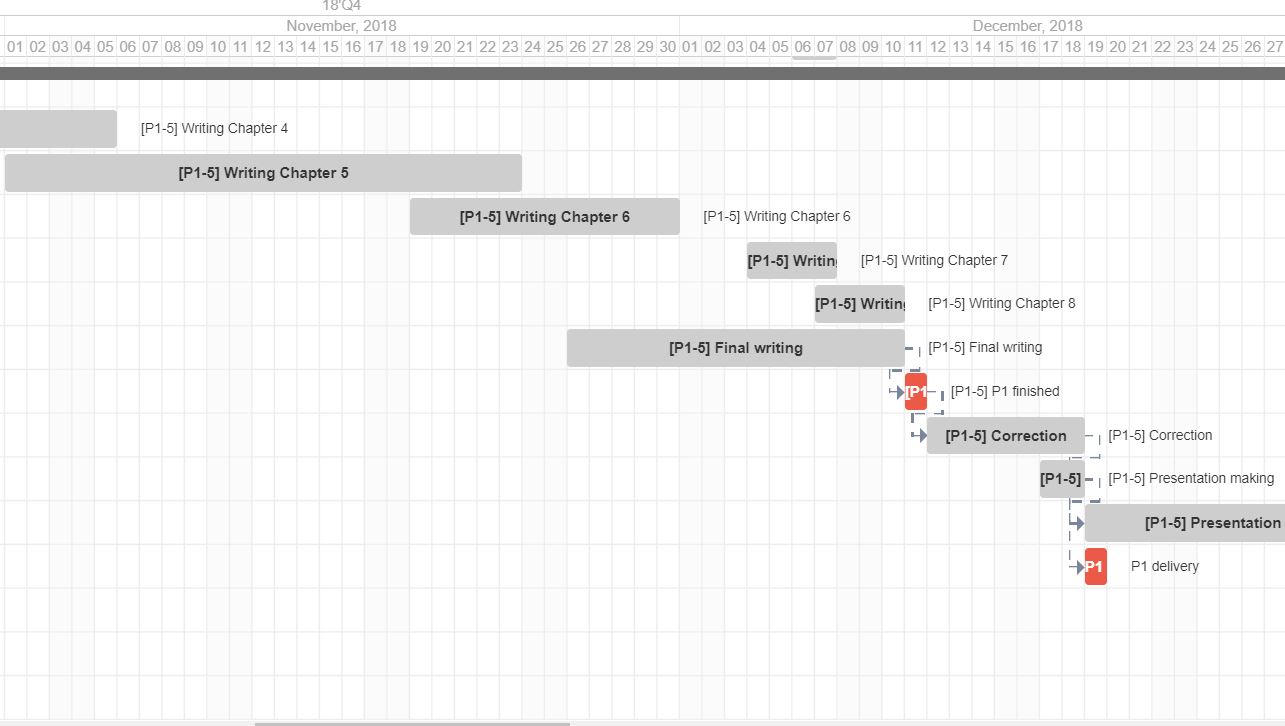 18'Q4
November, 2018 December, 2018
01 02 03 04 05 06 07 08 09 10 11 12 13 14 15 16 17 18 19 20 21 22 23 24 25 26 27 28 29 30 01 02 03 04 05 06 07 08 09 10 11 12 13 14 15 16 17 18 19 20 21 22 23 24 25 26 27
[P1-5] Writing Chapter 4
[P1-5] Writing Chapter 5
[P1-5] Writing Chapter 6 [P1-5] Writing Chapter 6
[P1-5] Writing [P1-5] Writing Chapter 7
[P1-5] Writing [P1-5] Writing Chapter 8
[P1-5] Final writing [P1-5] Final writing
[P1 [P1-5] P1 finished
[P1-5] Correction [P1-5] Correction
[P1-5] [P1-5] Presentation making
[P1-5] Presentation
P1 P1 delivery